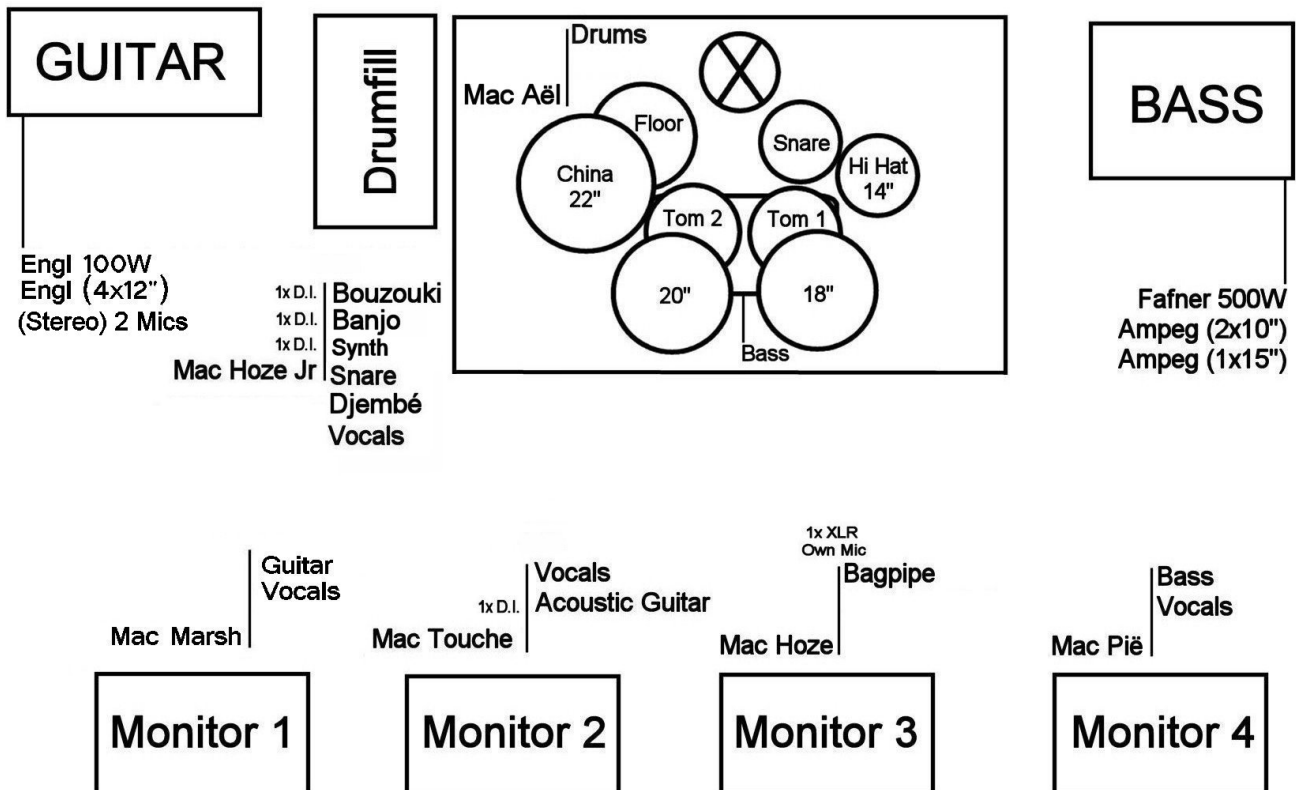 GUITAR
Engl 100W
Engl (4x12")
(Stereo) 2 Mics
Drumfill
Drums
Mac Aël
Floor
China
22"
Snare
Hi Hat
14"
Tom 2
Tom 1
20"
18"
Bass
BASS
Fafner 500W
Ampeg (2x10")
Ampeg (1x15")
1x D.I. Bouzouki
1x D.I. Banjo
1x D.I. Synth
Mac Hoze Jr Snare
Djembé
Vocals
Guitar
Vocals
Mac Marsh
Monitor 1
Vocals
1x D.I. Acoustic Guitar
Mac Touche
Monitor 2
1x XLR
Own Mic
Bagpipe
Mac Hoze
Monitor 3
Bass
Vocals
Mac Pië
Monitor 4